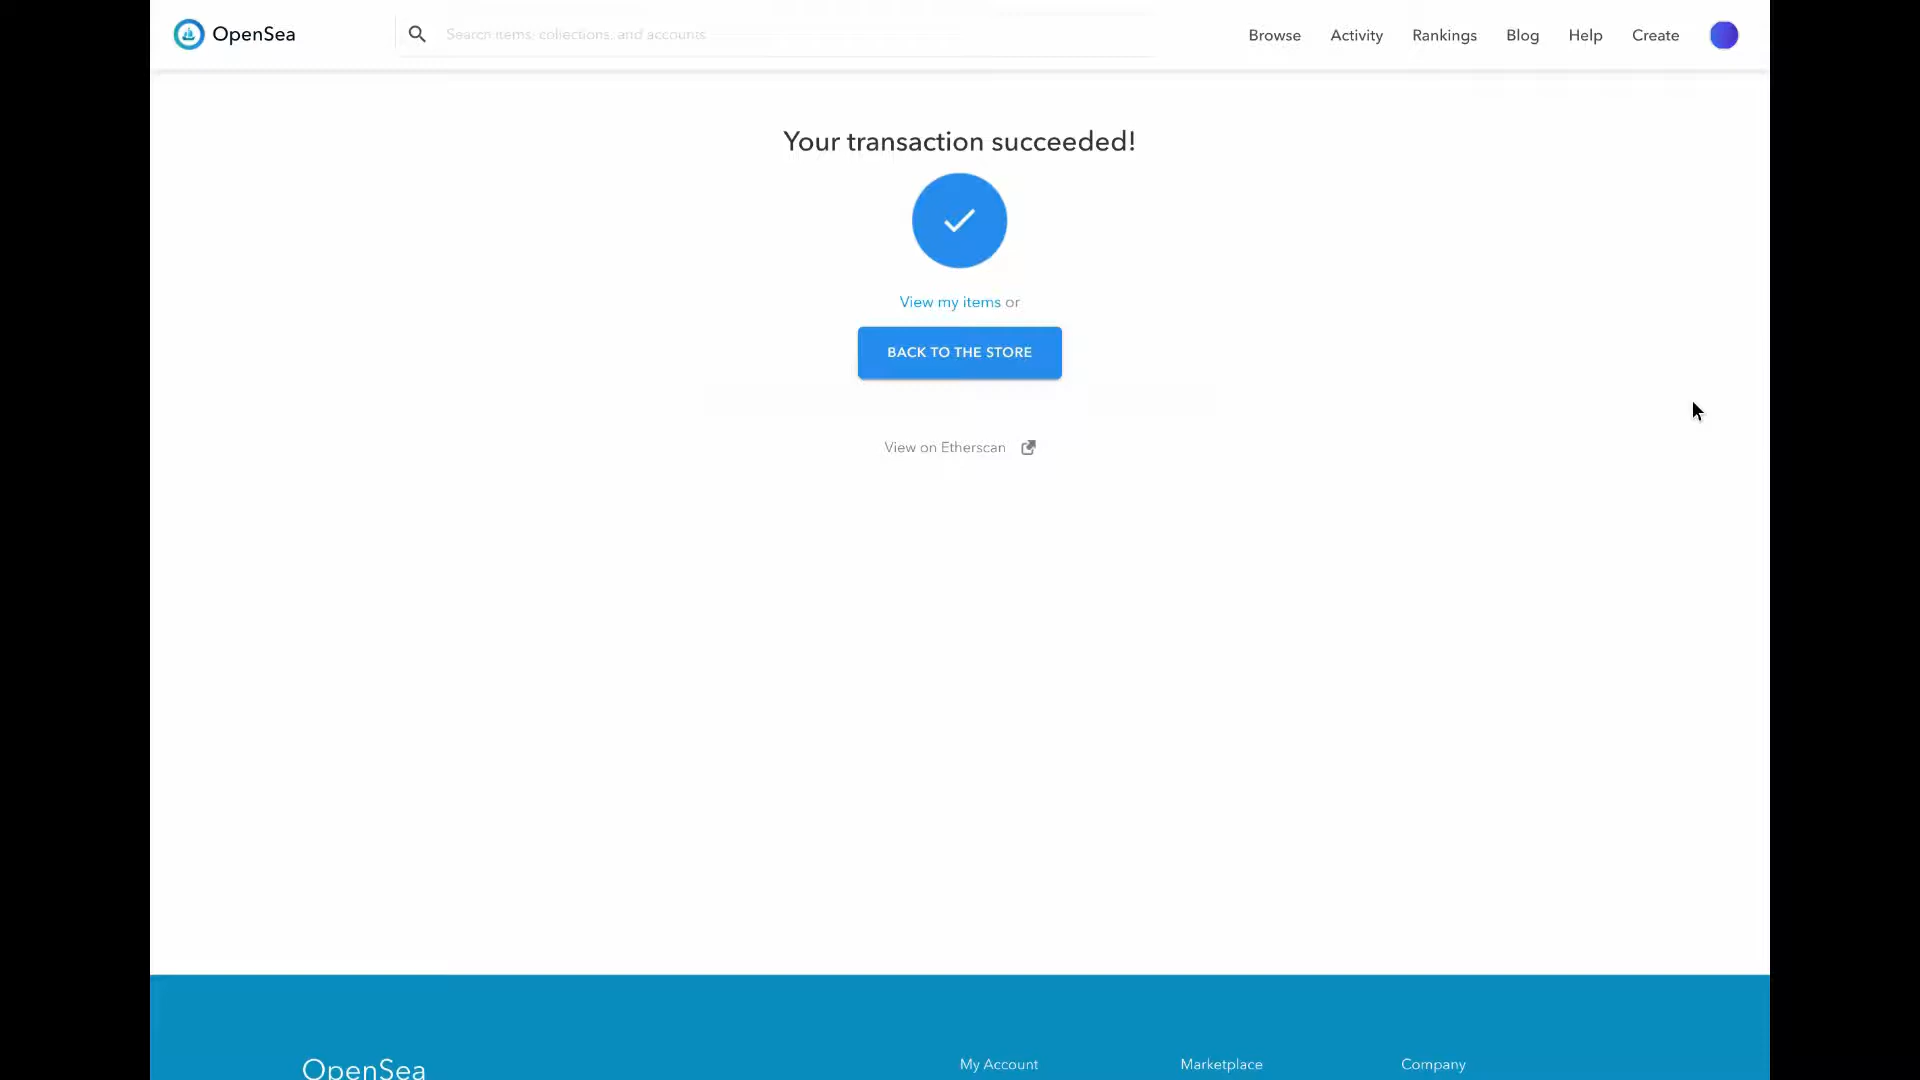 OpenSea
Search items, collections, and accounts
Browse
Activity
Rankings
Blog
Help
Create
Your transaction succeeded!
View my items or
BACK TO THE STORE
View on Etherscan
OpenSea
My Account
Marketplace
Company